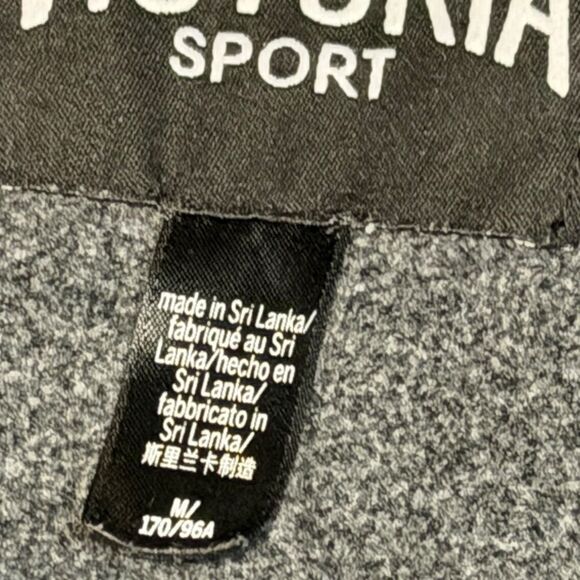 VICTORIA
SPORT
made in Sri Lanka/
fabriqué au Sri
Lanka/hecho en
Sri Lanka/
fabbricato in
Sri Lanka/
斯里兰卡制造
M/
170/96A